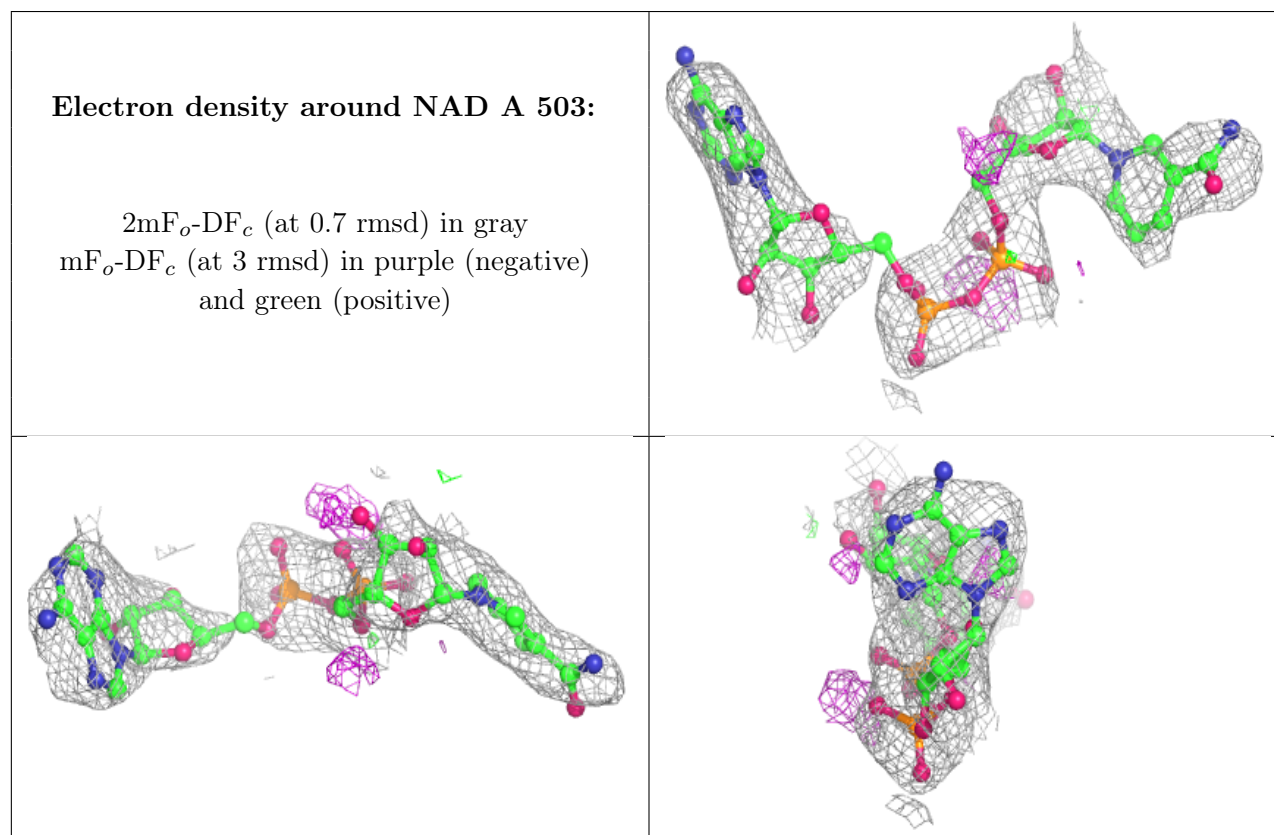 Electron density around NAD A 503:
2mFo-DFc (at 0.7 rmsd) in gray
mFo-DFc (at 3 rmsd) in purple (negative)
and green (positive)